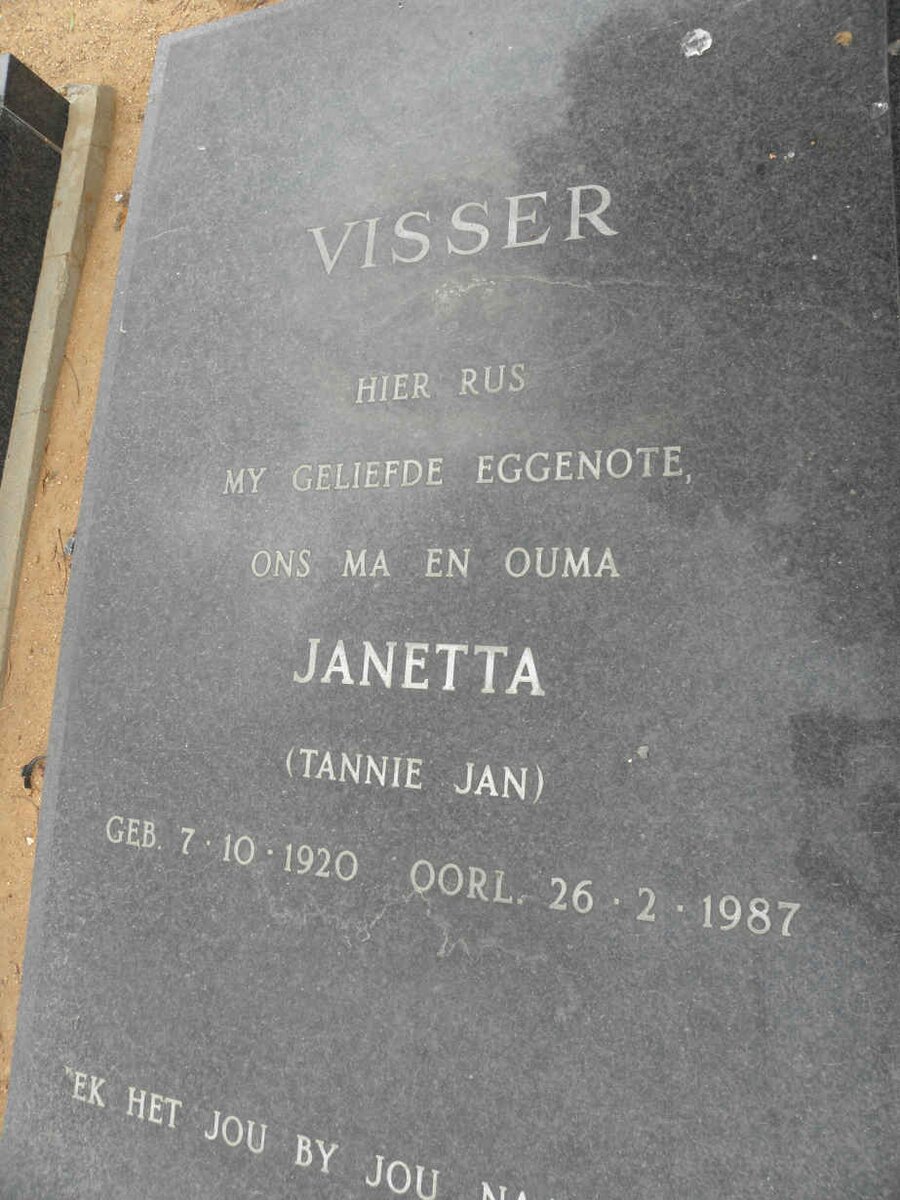 VISSER
HIER RUS
MY GELIEFDE EGGENOTE,
ONS MA EN OUMA
JANETTA
(TANNIE JAN)
GEB. 7·10·1920 OORL. 26·2·1987
"EK HET JOU BY JOU